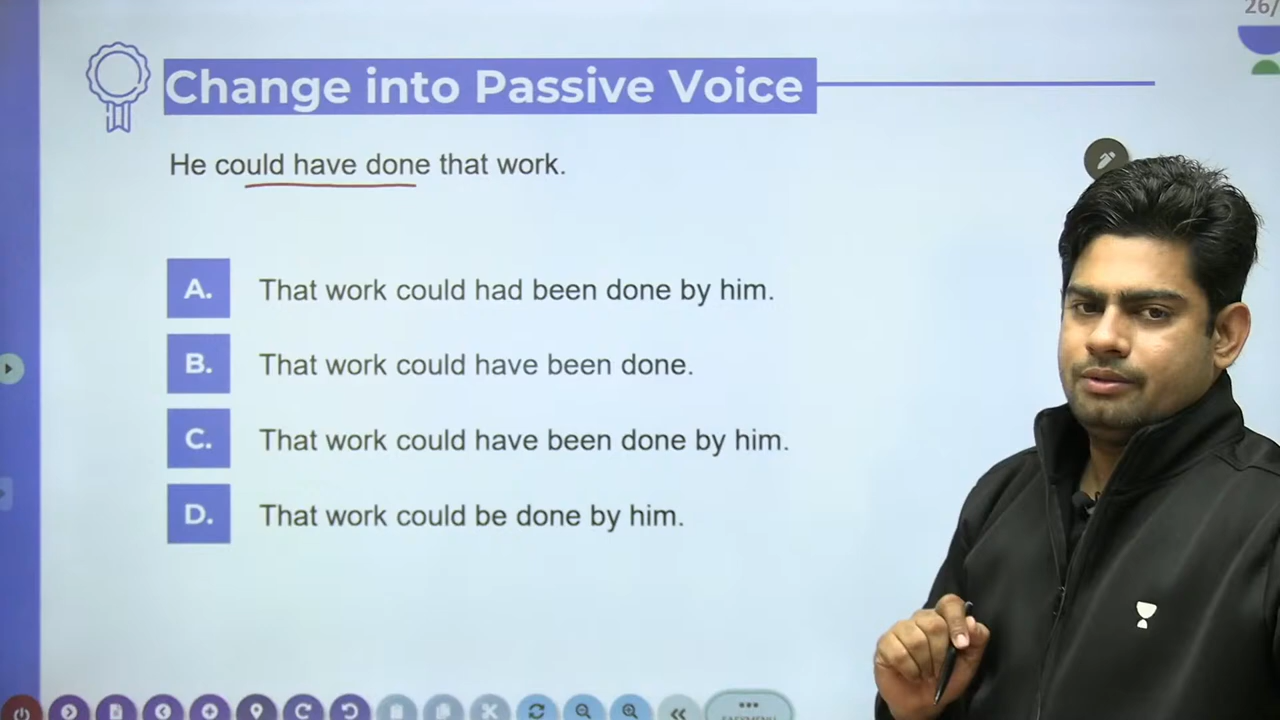 26/
Change into Passive Voice
He could have done that work.
A. That work could had been done by him.
B. That work could have been done.
C. That work could have been done by him.
D. That work could be done by him.